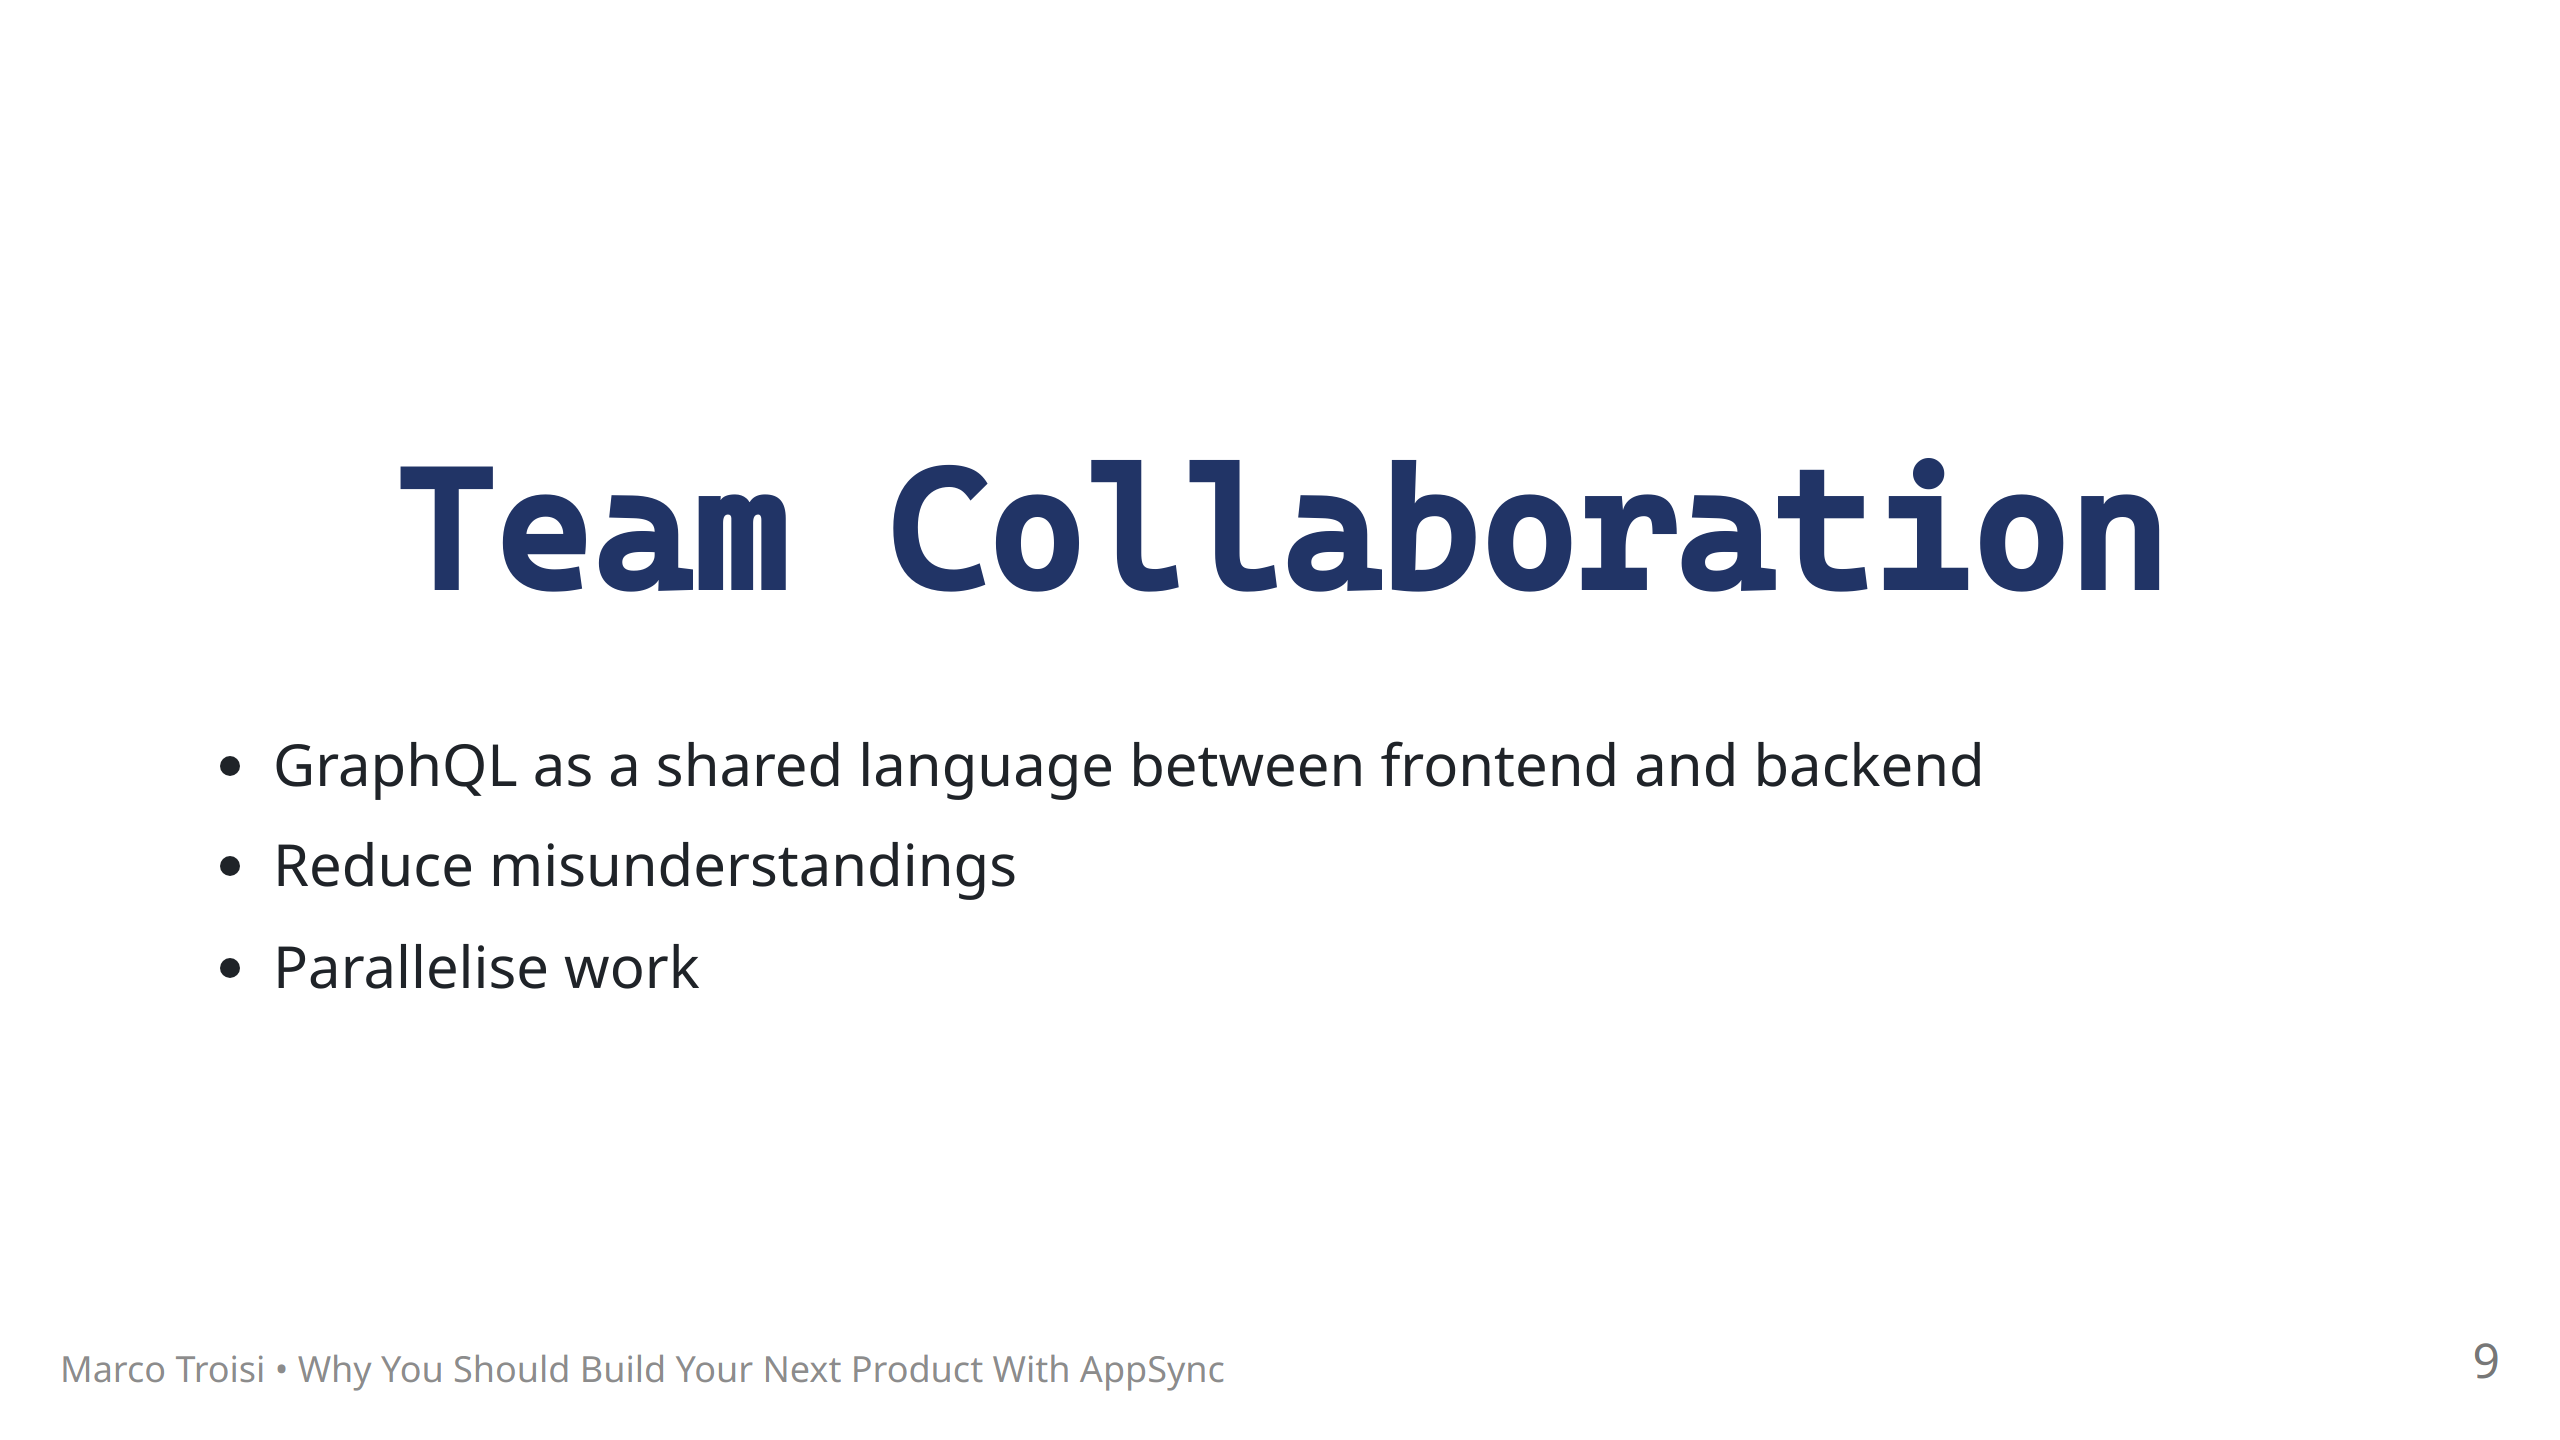 Team Collaboration
• GraphQL as a shared language between frontend and backend
• Reduce misunderstandings
• Parallelise work
Marco Troisi • Why You Should Build Your Next Product With AppSync
9